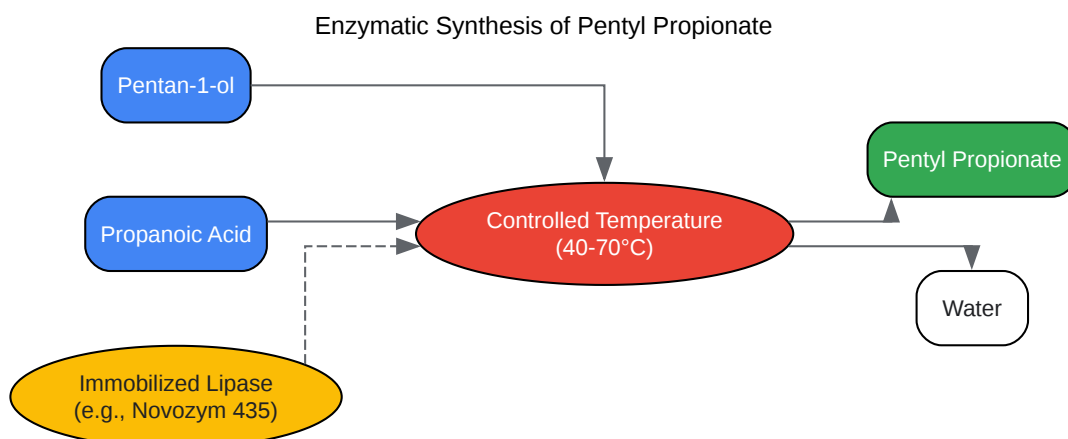 Enzymatic Synthesis of Pentyl Propionate
Pentan-1-ol
Pentyl Propionate
Propanoic Acid
Controlled Temperature
(40-70°C)
Water
Immobilized Lipase
(e.g., Novozym 435)